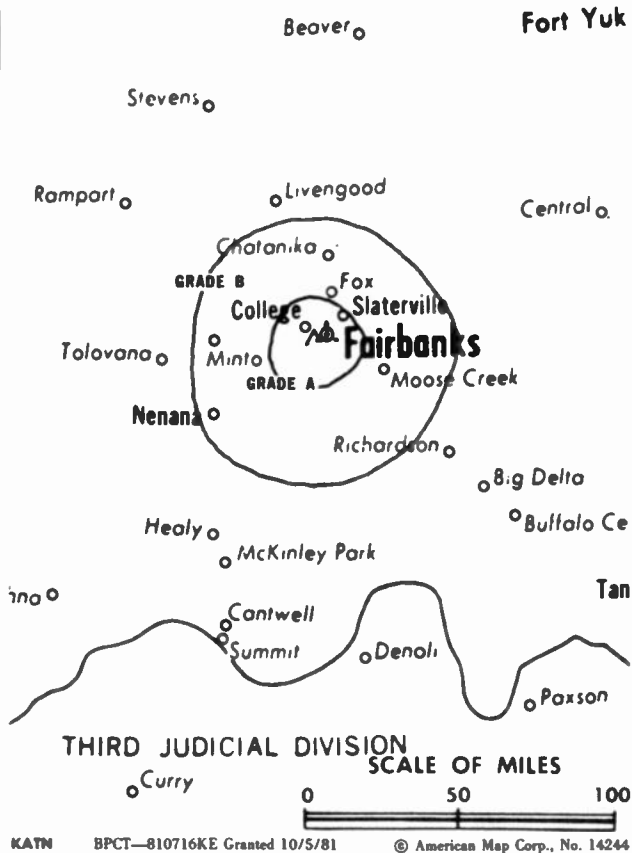 Beaver
Fort Yuk
Stevens
Rampart
Livengood
Central
Chatanika
GRADE B
Fox
College
Slaterville
Fairbanks
Tolovana
Minto
GRADE A
Moose Creek
Nenana
Richardson
Big Delta
Buffalo Ce
Healy
McKinley Park
na
Tan
Cantwell
Summit
Denali
Paxson
THIRD JUDICIAL DIVISION
SCALE OF MILES
Curry
0 50 100
KATN BPCT—810716KE Granted 10/5/81 © American Map Corp., No. 14244